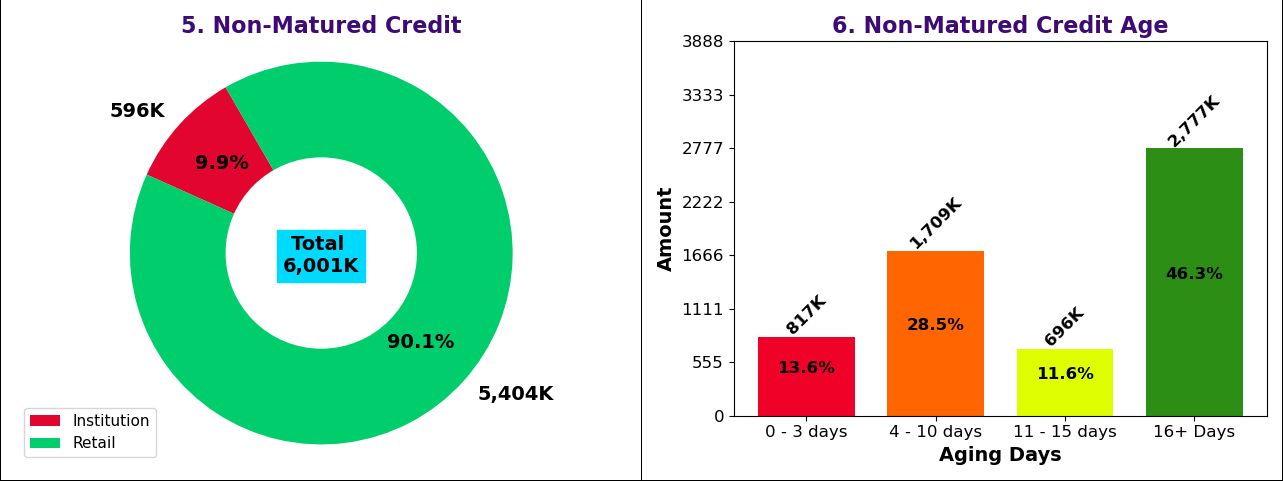 5. Non-Matured Credit
596K
9.9%
Total
6,001K
90.1%
5,404K
Institution
Retail
6. Non-Matured Credit Age
Amount
3888
3333
2777
2222
1666
1111
555
0
817K
13.6%
1,709K
28.5%
696K
11.6%
2,777K
46.3%
0 - 3 days
4 - 10 days
11 - 15 days
16+ Days
Aging Days